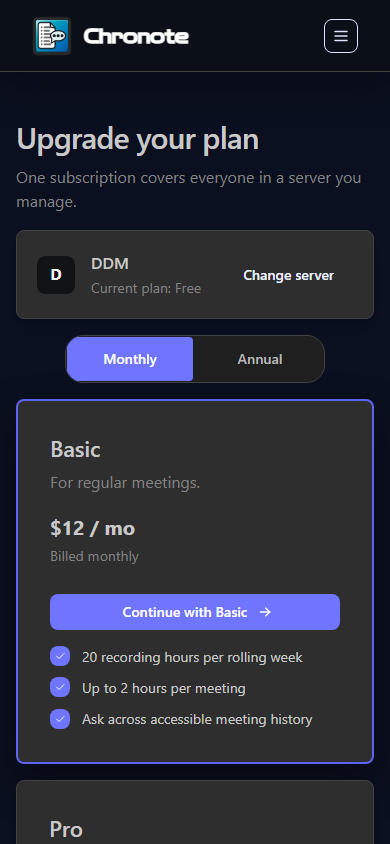 Chronote
Upgrade your plan
One subscription covers everyone in a server you
manage.
D
DDM
Current plan: Free
Change server
Monthly
Annual
Basic
For regular meetings.
$12 / mo
Billed monthly
Continue with Basic →
20 recording hours per rolling week
Up to 2 hours per meeting
Ask across accessible meeting history
Pro